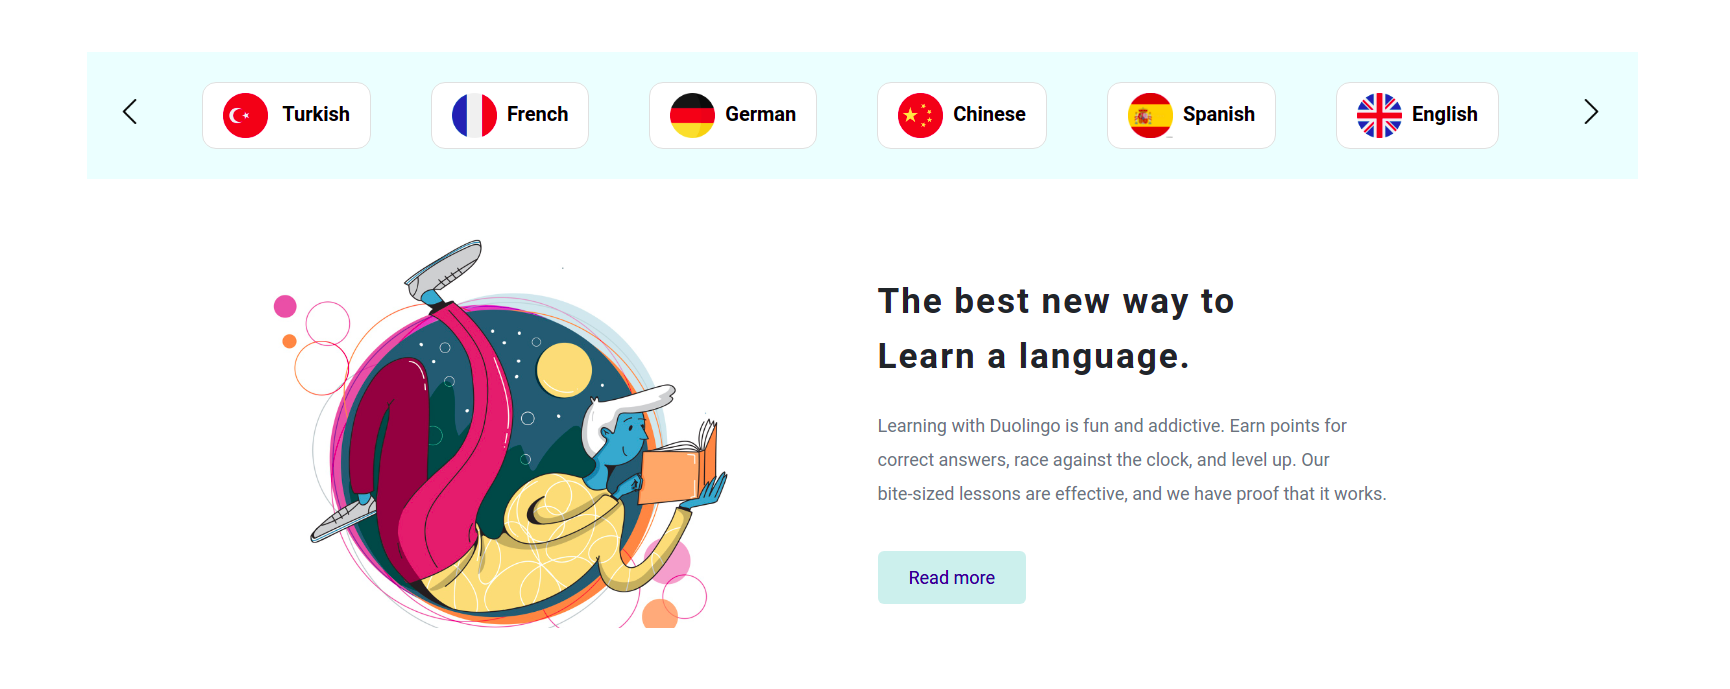 Turkish
French
German
Chinese
Spanish
English
The best new way to
Learn a language.
Learning with Duolingo is fun and addictive. Earn points for
correct answers, race against the clock, and level up. Our
bite-sized lessons are effective, and we have proof that it works.
Read more